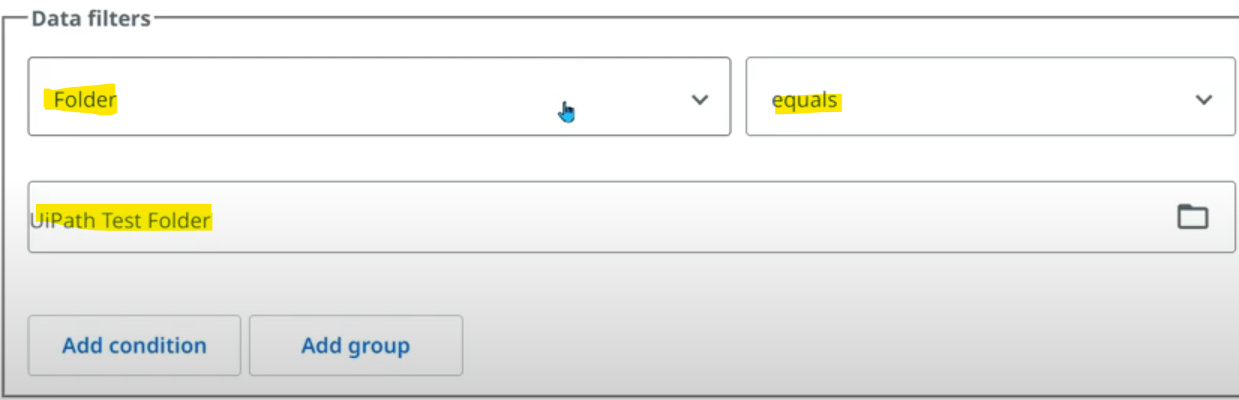 Data filters
Folder
equals
UiPath Test Folder
Add condition
Add group